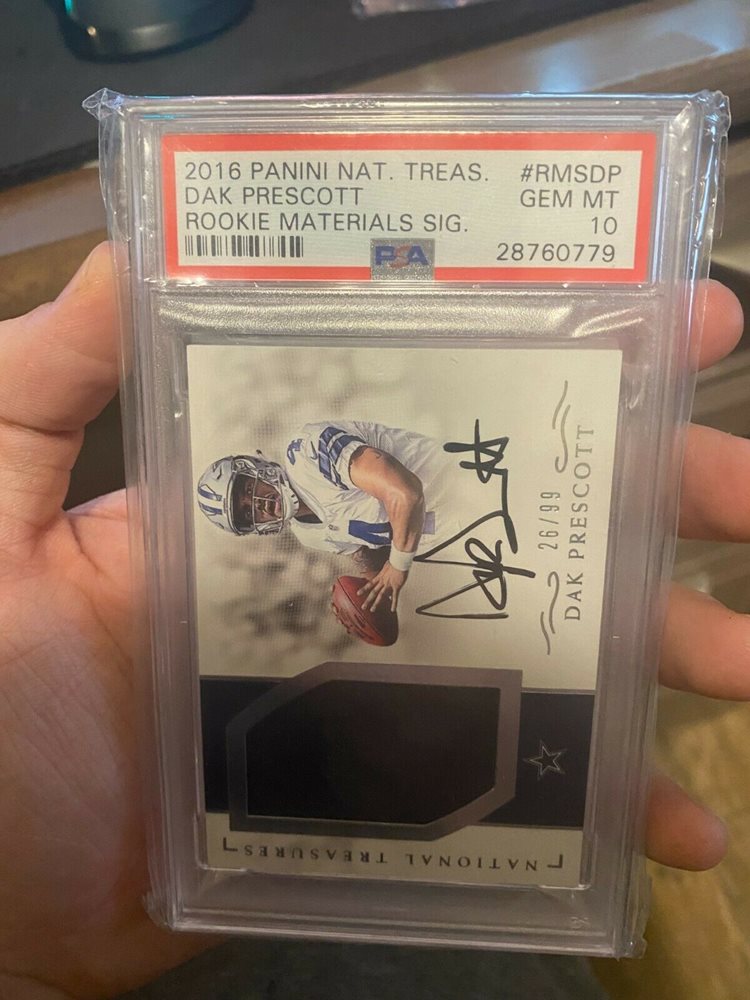 2016 PANINI NAT. TREAS. #RMSDP
DAK PRESCOTT GEM MT
ROOKIE MATERIALS SIG. 10
PSA 28760779
26/99
DAK PRESCOTT
NATIONAL TREASURES